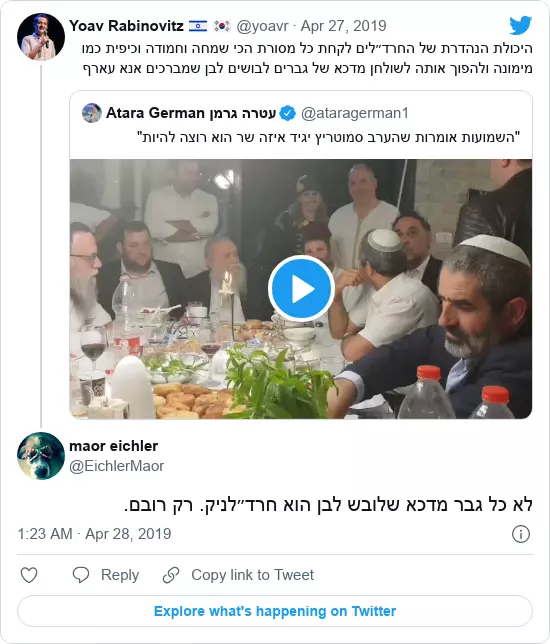 Yoav Rabinovitz 🇮🇱 🇰🇷 @yoavr · Apr 27, 2019
היכולת הנהדרת של החרד״לים לקחת כל מסורת הכי שמחה וחמודה וכיפית כמו
מימונה ולהפוך אותה לשולחן מדכא של גברים לבושים לבן שמברכים אנא עארף
Atara German עטרה גרמן @ataragerman1
"השמועות אומרות שהערב סמוטריץ יגיד איזה שר הוא רוצה להיות"
maor eichler
@EichlerMaor
לא כל גבר מדכא שלובש לבן הוא חרד״לניק. רק רובם.
1:23 AM · Apr 28, 2019
Reply Copy link to Tweet
Explore what's happening on Twitter